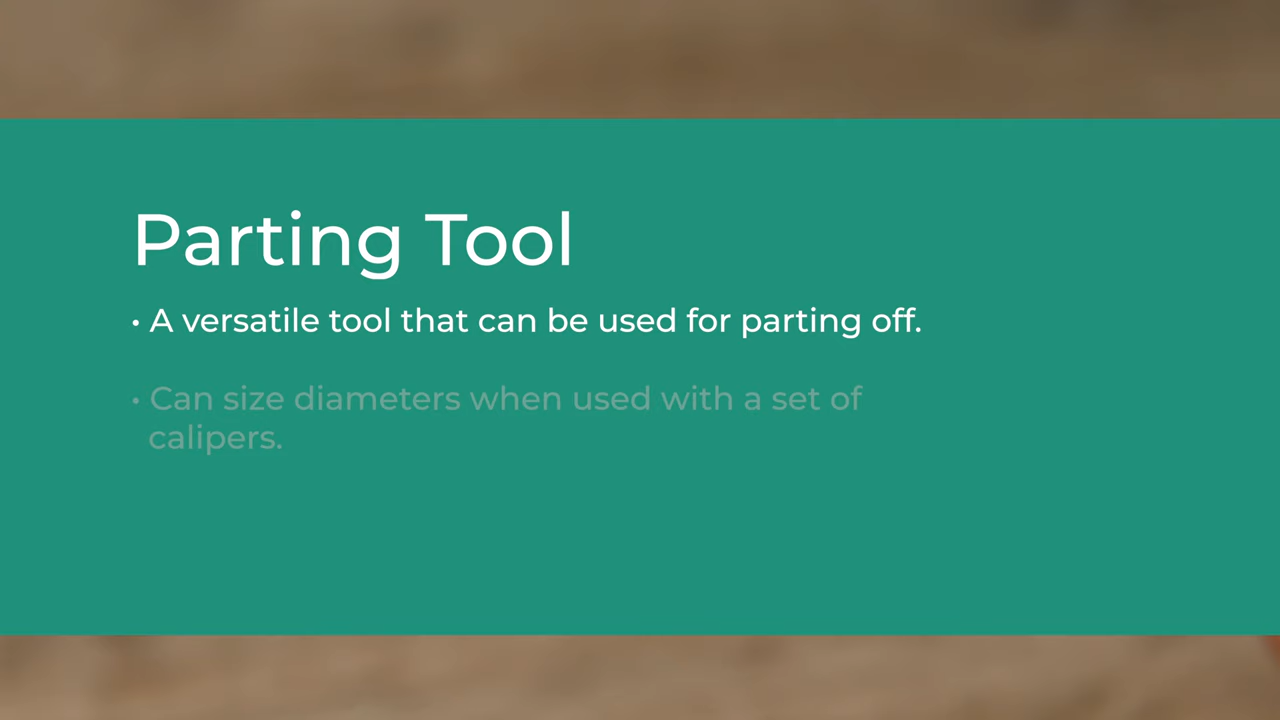 Parting Tool
• A versatile tool that can be used for parting off.
• Can size diameters when used with a set of
calipers.